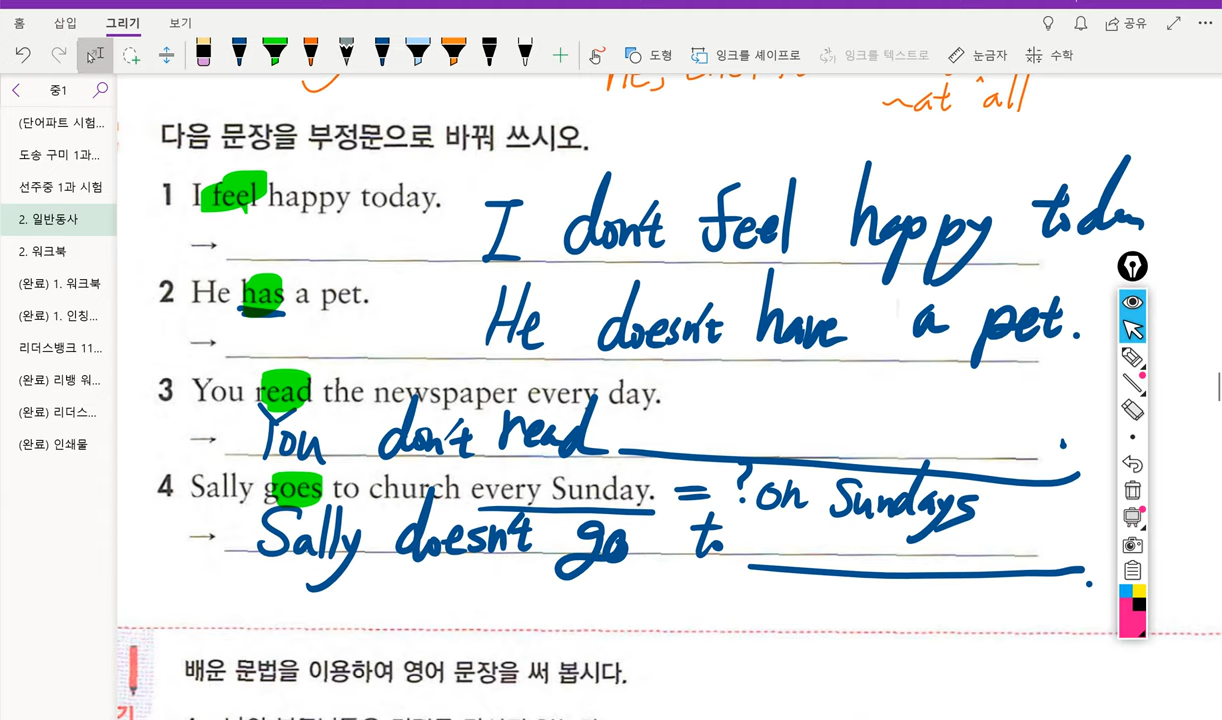 홈 삽입 그리기 보기
공유
도형 잉크를 셰이프로 잉크를 텍스트로 눈금자 수학
중1
(단어파트 시험...
도송 구미 1과...
선주중 1과 시험
2. 일반동사
2. 워크북
(완료) 1. 워크북
(완료) 1. 인칭...
리더스뱅크 11...
(완료) 리뱅 워...
(완료) 리더스...
(완료) 인쇄물
~at all
다음 문장을 부정문으로 바꿔 쓰시오.
1 I feel happy today.
→ I don't feel happy today
2 He has a pet.
→ He doesn't have a pet.
3 You read the newspaper every day.
→ You don't read .
4 Sally goes to church every Sunday. = ? on Sundays
→ Sally doesn't go to .
배운 문법을 이용하여 영어 문장을 써 봅시다.
기